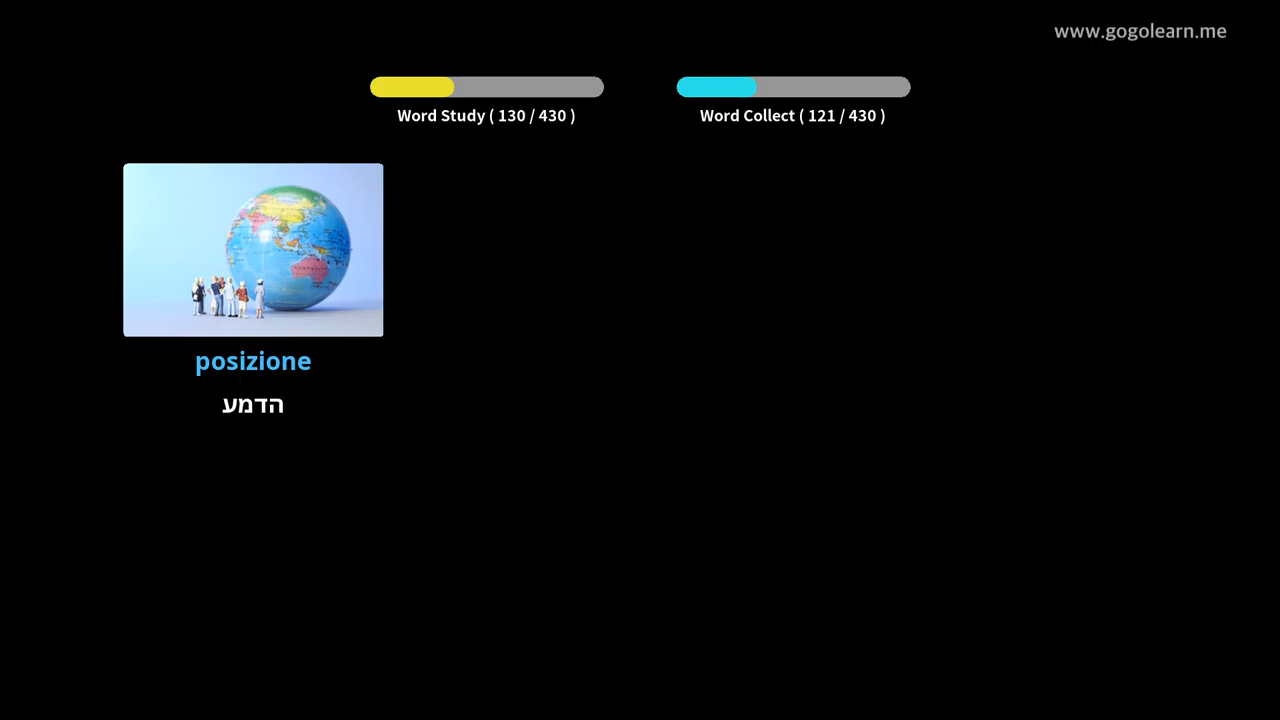 www.gogolearn.me
Word Study ( 130 / 430 )
Word Collect ( 121 / 430 )
posizione
הדמע